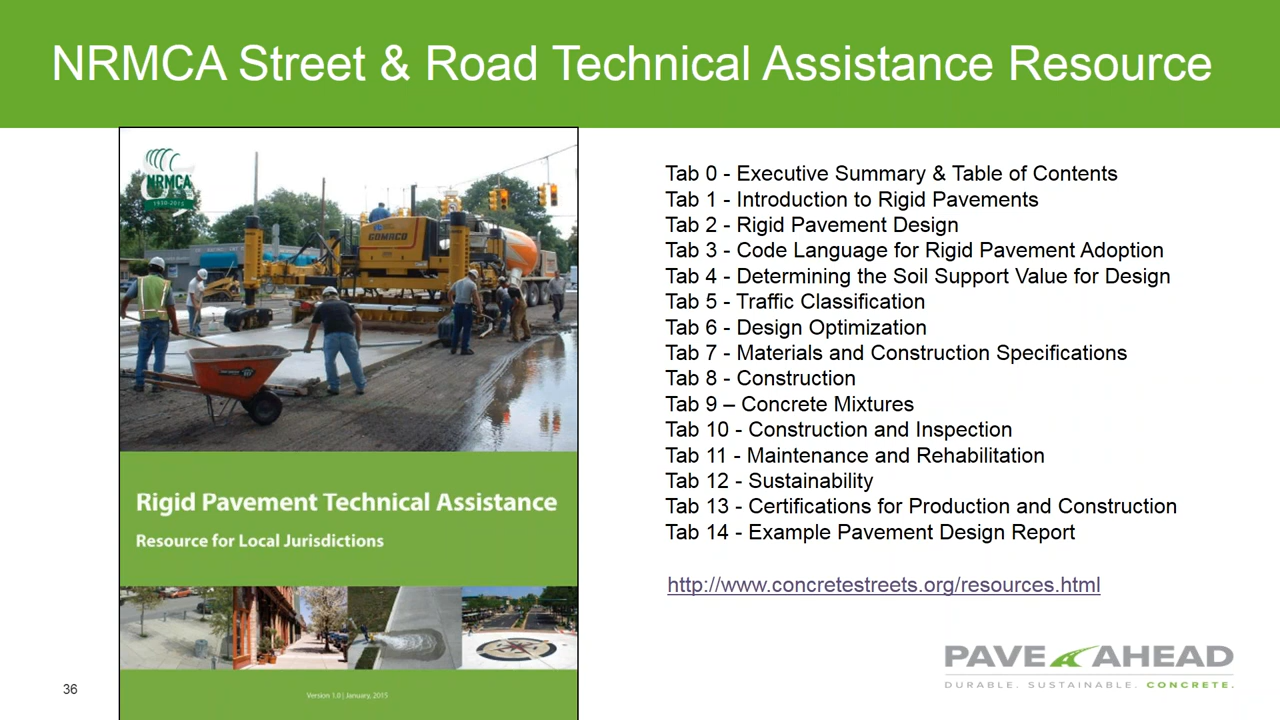 NRMCA Street & Road Technical Assistance Resource
NRMCA
1930-2015
GOMACO
Rigid Pavement Technical Assistance
Resource for Local Jurisdictions
Version 1.0 | January, 2015
Tab 0 - Executive Summary & Table of Contents
Tab 1 - Introduction to Rigid Pavements
Tab 2 - Rigid Pavement Design
Tab 3 - Code Language for Rigid Pavement Adoption
Tab 4 - Determining the Soil Support Value for Design
Tab 5 - Traffic Classification
Tab 6 - Design Optimization
Tab 7 - Materials and Construction Specifications
Tab 8 - Construction
Tab 9 – Concrete Mixtures
Tab 10 - Construction and Inspection
Tab 11 - Maintenance and Rehabilitation
Tab 12 - Sustainability
Tab 13 - Certifications for Production and Construction
Tab 14 - Example Pavement Design Report
http://www.concretestreets.org/resources.html
PAVE AHEAD
DURABLE. SUSTAINABLE. CONCRETE.
36